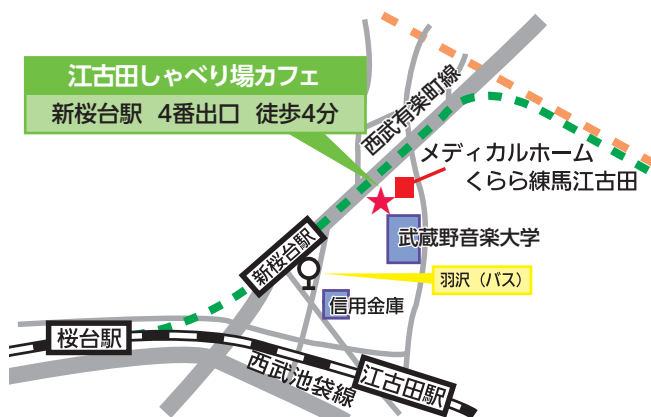 江古田しゃべり場カフェ
新桜台駅 4番出口 徒歩4分
西武有楽町線
メディカルホーム
くらら練馬江古田
武蔵野音楽大学
新桜台駅
羽沢（バス）
信用金庫
桜台駅
西武池袋線
江古田駅